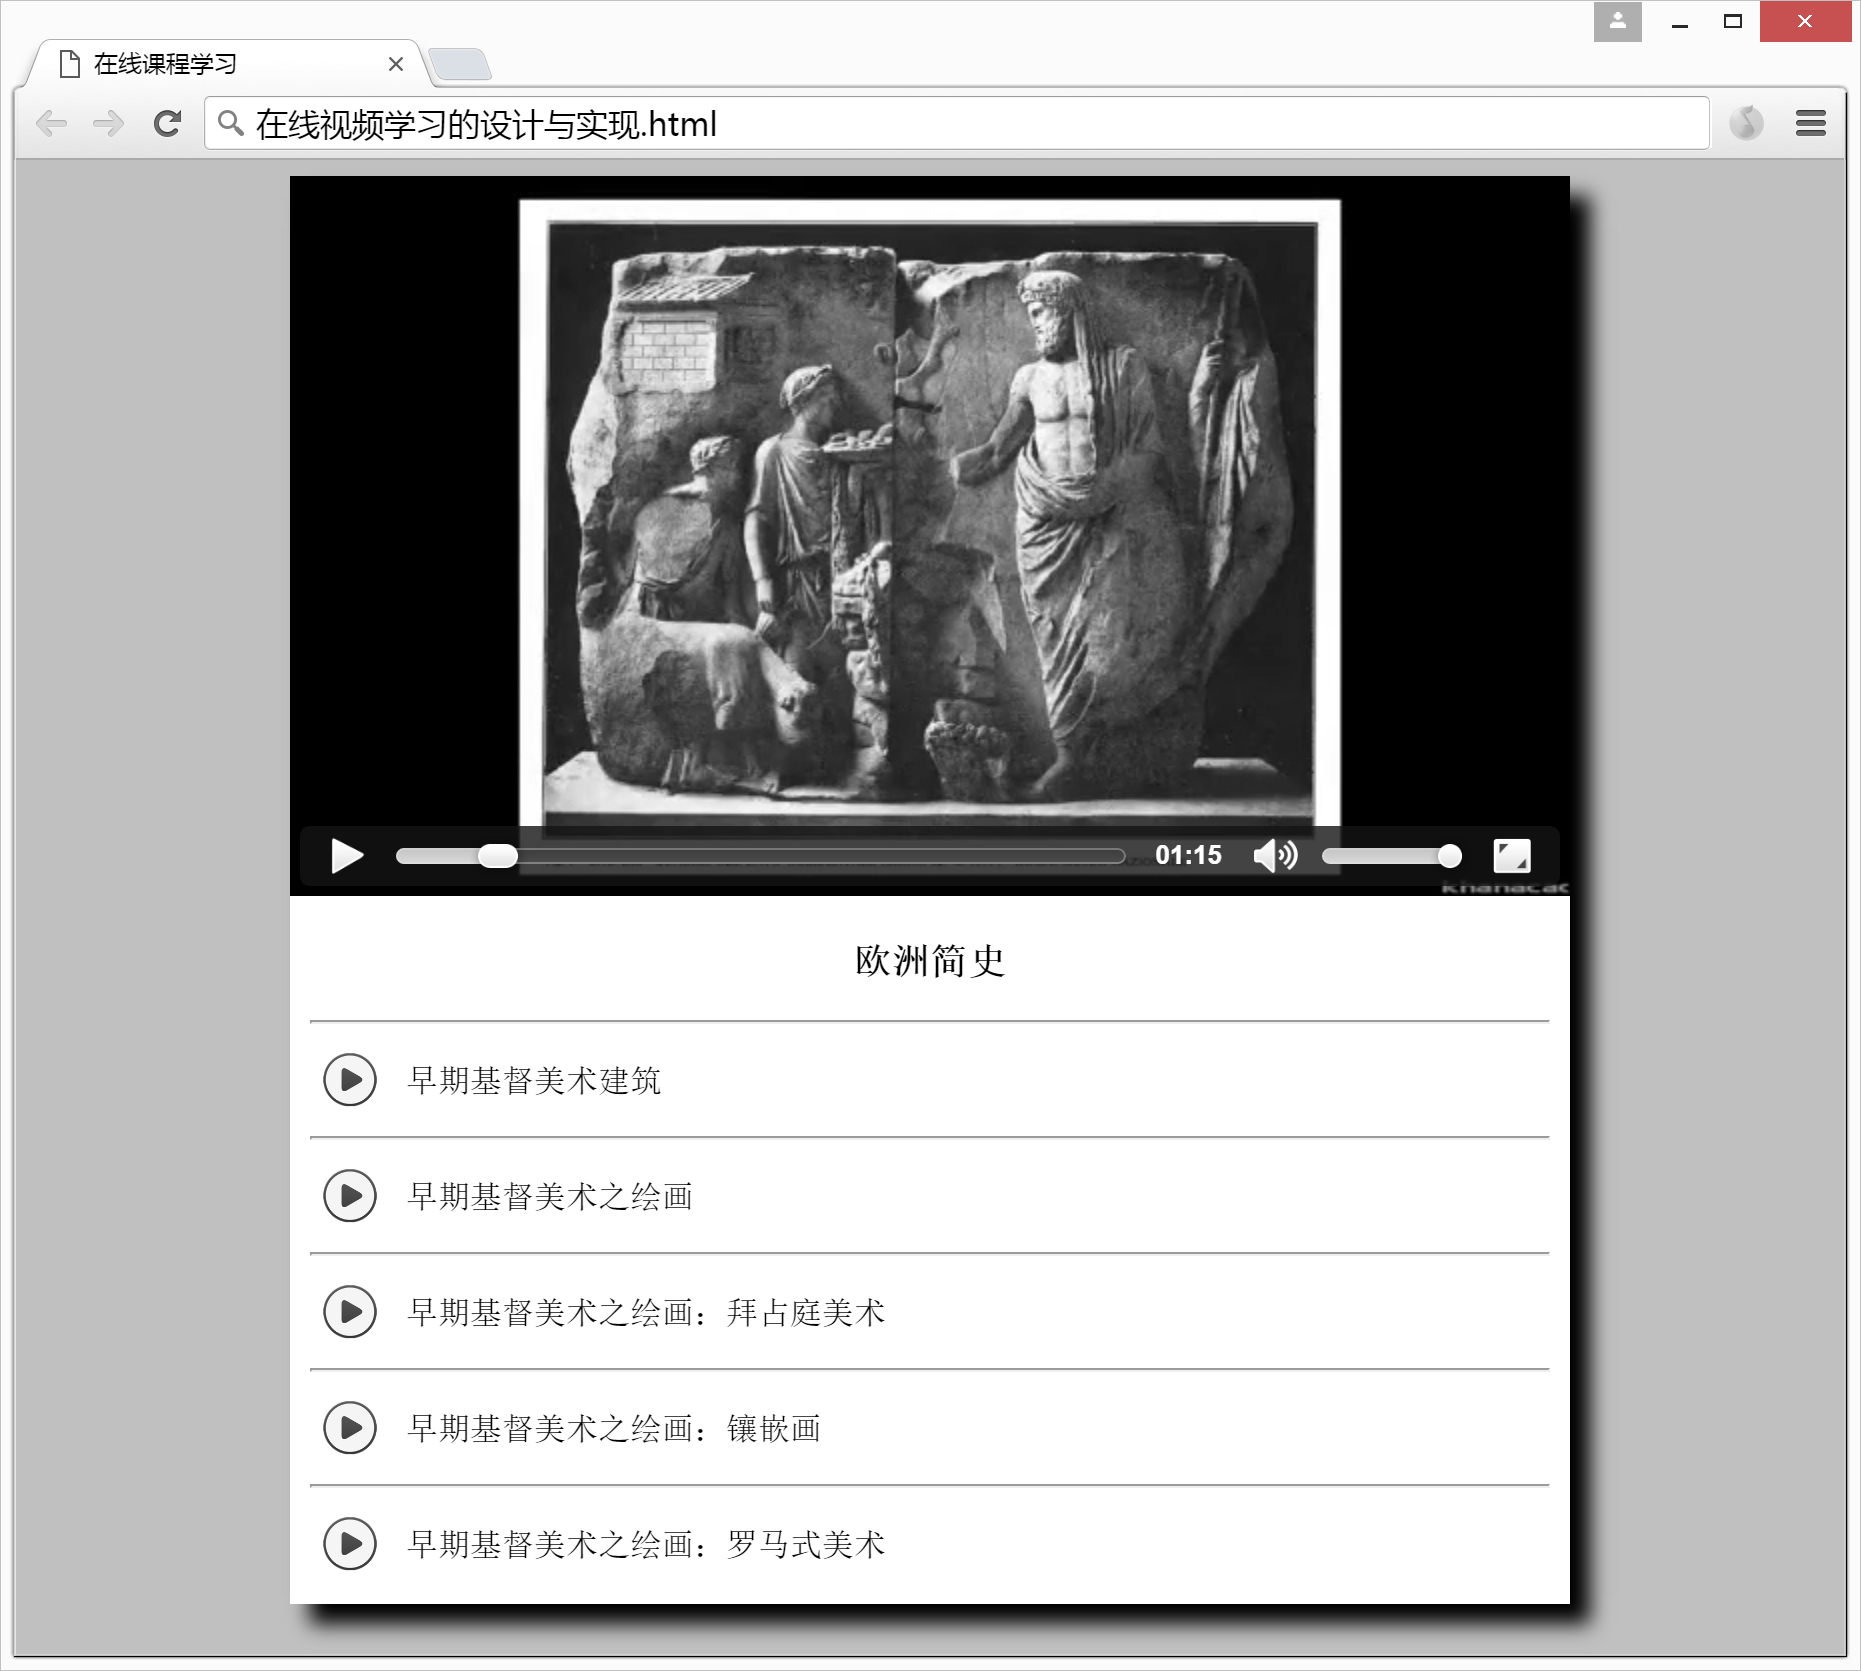 在线课程学习
在线视频学习的设计与实现.html
01:15
khanacad
欧洲简史
早期基督美术建筑
早期基督美术之绘画
早期基督美术之绘画：拜占庭美术
早期基督美术之绘画：镶嵌画
早期基督美术之绘画：罗马式美术